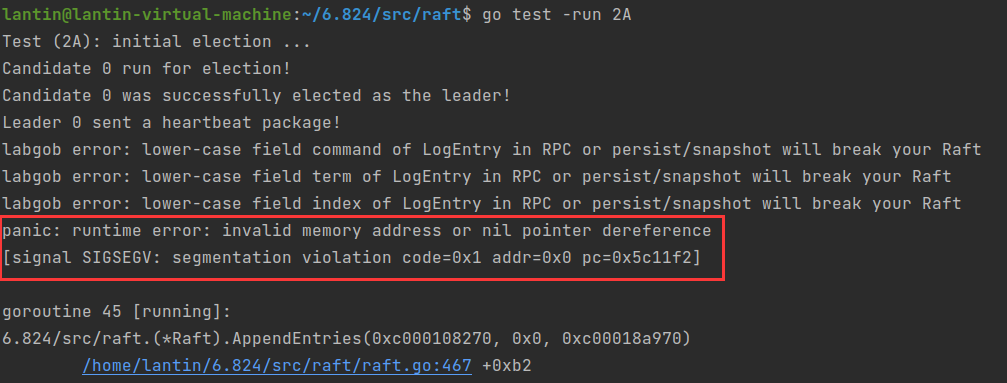 lantin@lantin-virtual-machine:~/6.824/src/raft$ go test -run 2A
Test (2A): initial election ...
Candidate 0 run for election!
Candidate 0 was successfully elected as the leader!
Leader 0 sent a heartbeat package!
labgob error: lower-case field command of LogEntry in RPC or persist/snapshot will break your Raft
labgob error: lower-case field term of LogEntry in RPC or persist/snapshot will break your Raft
labgob error: lower-case field index of LogEntry in RPC or persist/snapshot will break your Raft
panic: runtime error: invalid memory address or nil pointer dereference
[signal SIGSEGV: segmentation violation code=0x1 addr=0x0 pc=0x5c11f2]
goroutine 45 [running]:
6.824/src/raft.(*Raft).AppendEntries(0xc000108270, 0x0, 0xc00018a970)
/home/lantin/6.824/src/raft/raft.go:467 +0xb2